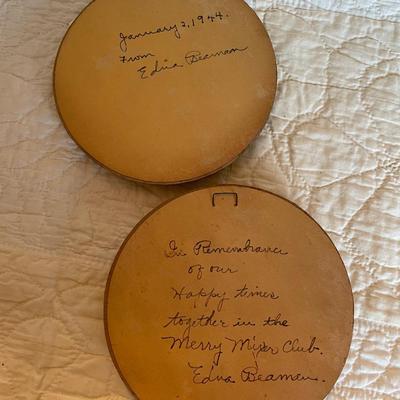 January 2, 1944.
From
Edna Beaman
In Remembrance
of our
Happy times
together in the
Merry Mixer Club.
Edna Beaman.